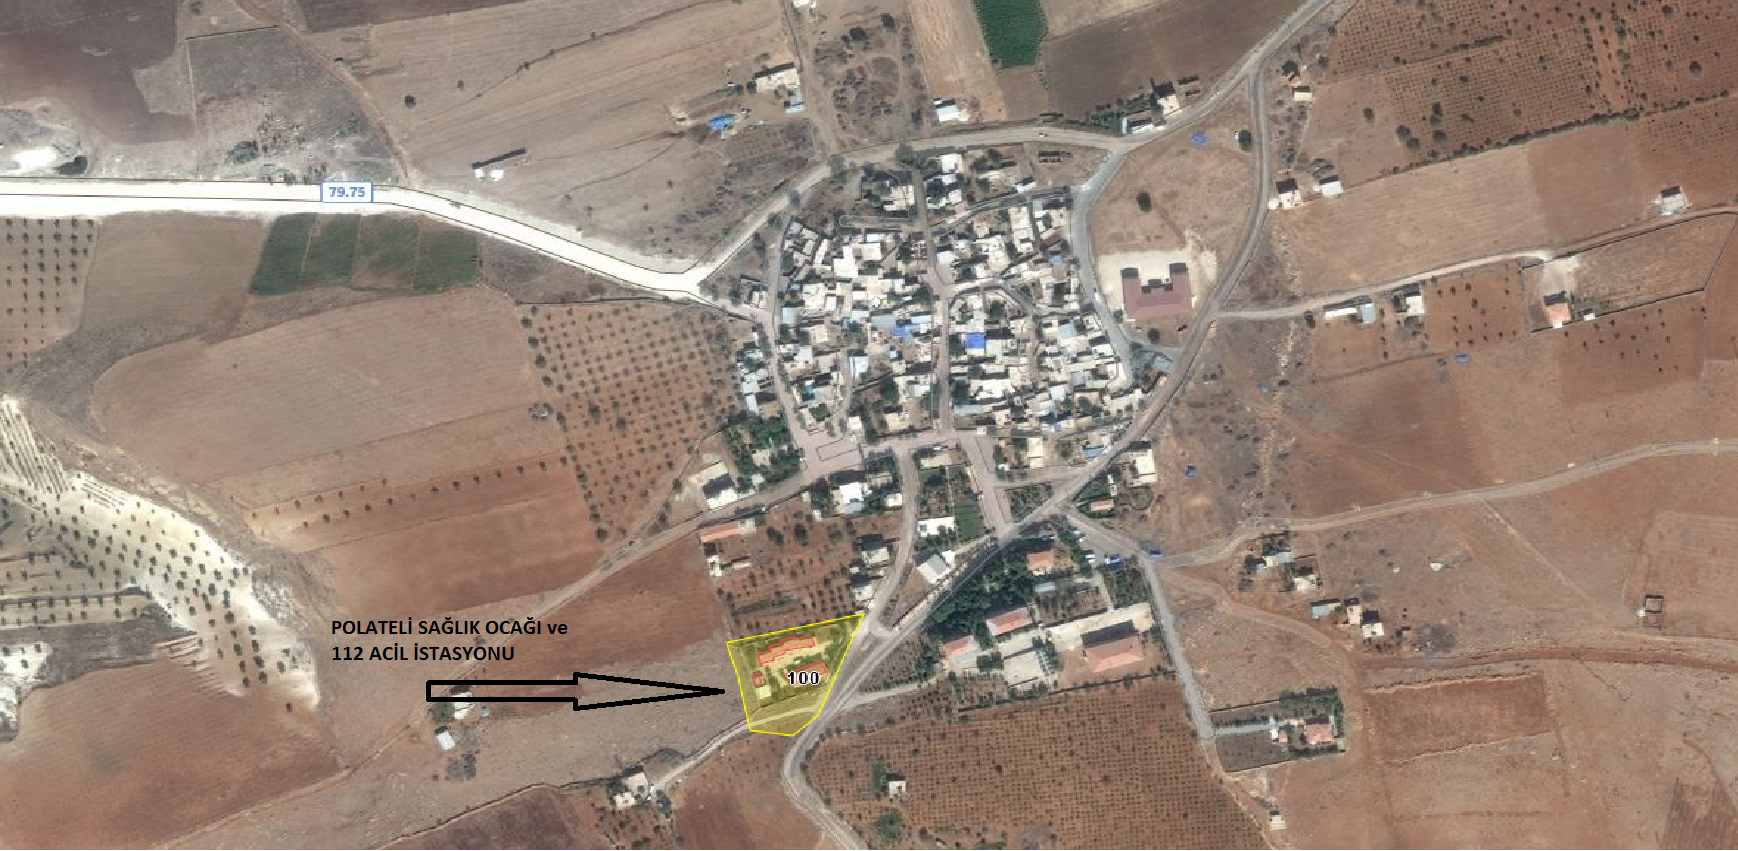 79.75
POLATELİ SAĞLIK OCAĞI ve
112 ACİL İSTASYONU
100